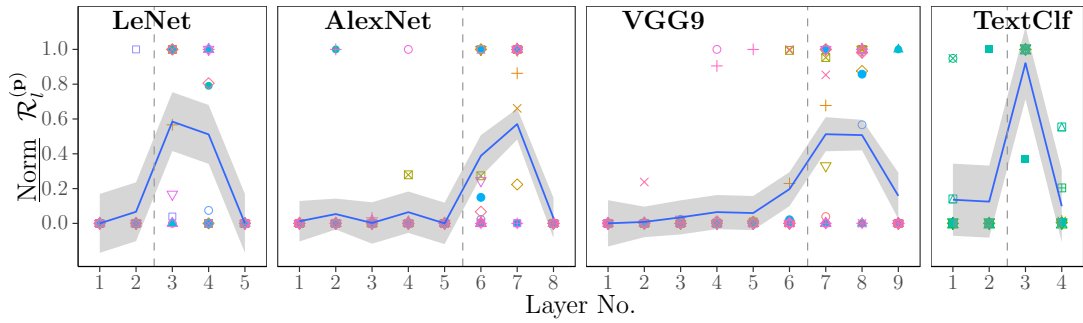 LeNet AlexNet VGG9 TextClf
Norm R_l^(p)
1.0
0.8
0.6
0.4
0.2
0.0
1 2 3 4 5 1 2 3 4 5 6 7 8 1 2 3 4 5 6 7 8 9 1 2 3 4
Layer No.